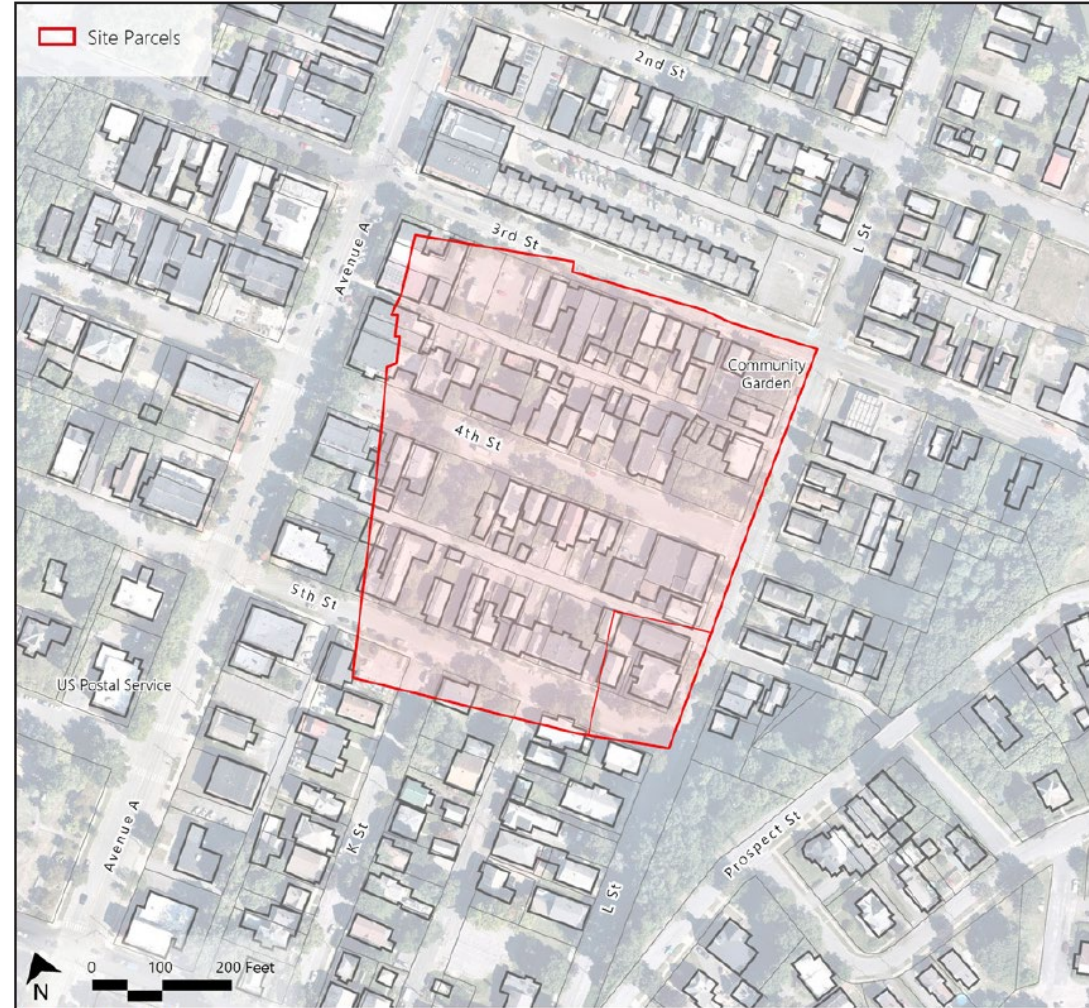 Site Parcels
2nd St
L St
3rd St
Avenue A
Community
Garden
4th St
5th St
US Postal Service
Avenue A
K St
L St
Prospect St
0 100 200 Feet
N